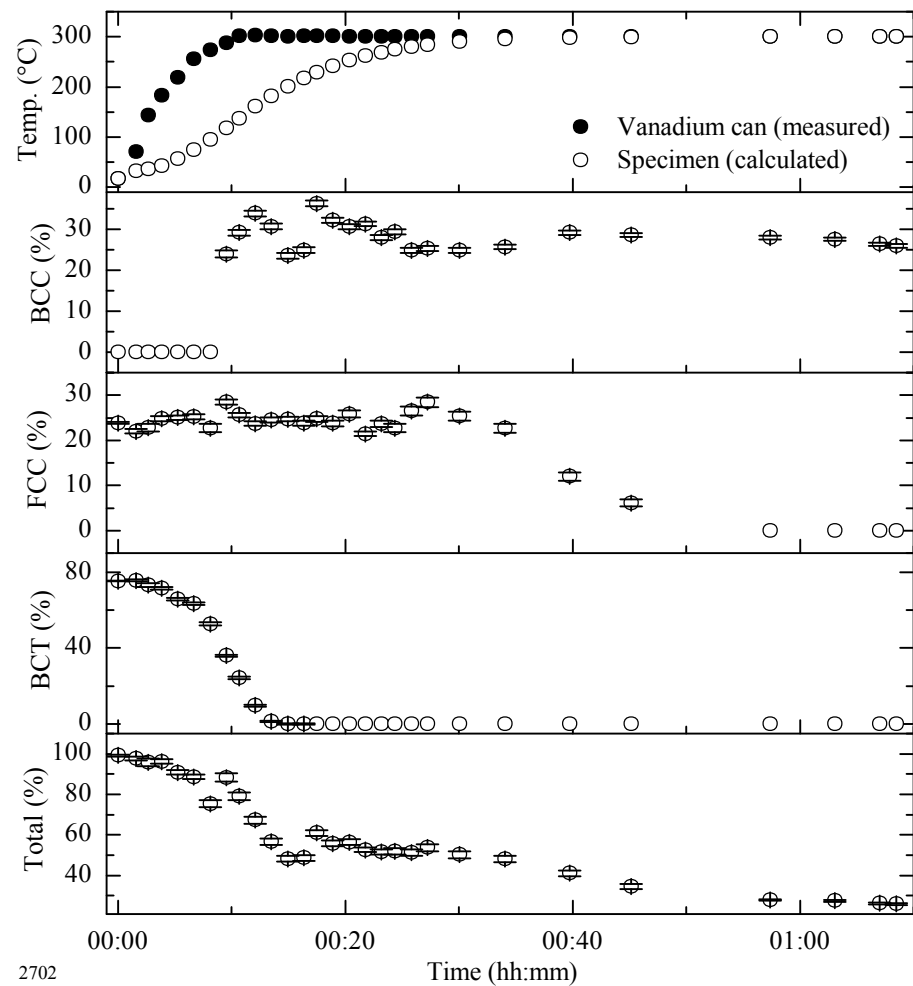 Temp. (°C)
300
200
100
0
Vanadium can (measured)
Specimen (calculated)
BCC (%)
30
20
10
0
FCC (%)
30
20
10
0
BCT (%)
80
40
0
Total (%)
100
80
60
40
00:00 00:20 00:40 01:00
2702 Time (hh:mm)